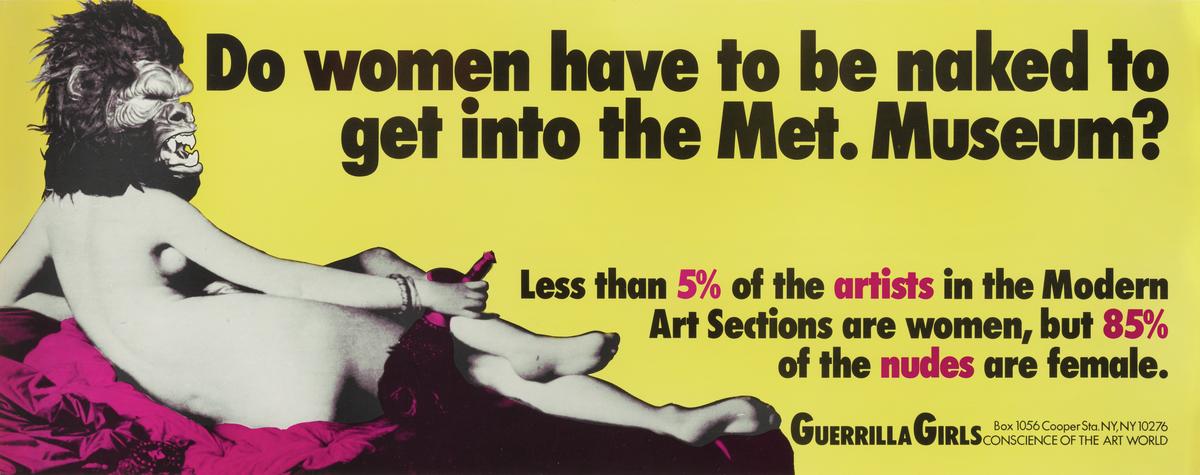 Do women have to be naked to
get into the Met. Museum?
Less than 5% of the artists in the Modern
Art Sections are women, but 85%
of the nudes are female.
GUERRILLA GIRLS Box 1056 Cooper Sta. NY, NY 10276
CONSCIENCE OF THE ART WORLD